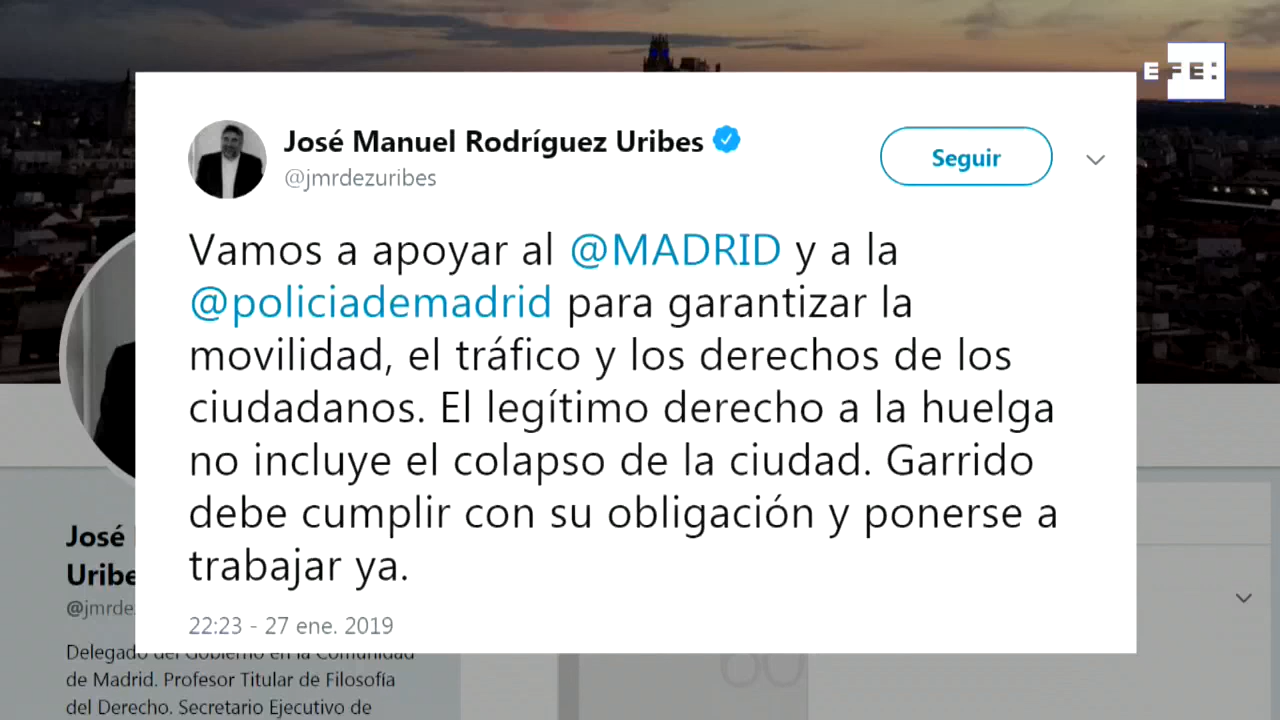 EFE:
José Manuel Rodríguez Uribes
@jmrdezuribes
Seguir
Vamos a apoyar al @MADRID y a la
@policiademadrid para garantizar la
movilidad, el tráfico y los derechos de los
ciudadanos. El legítimo derecho a la huelga
no incluye el colapso de la ciudad. Garrido
debe cumplir con su obligación y ponerse a
trabajar ya.
22:23 - 27 ene. 2019
José
Uribe
@jmrde
Delegado del Gobierno en la Comunidad
de Madrid. Profesor Titular de Filosofía
del Derecho. Secretario Ejecutivo de
60